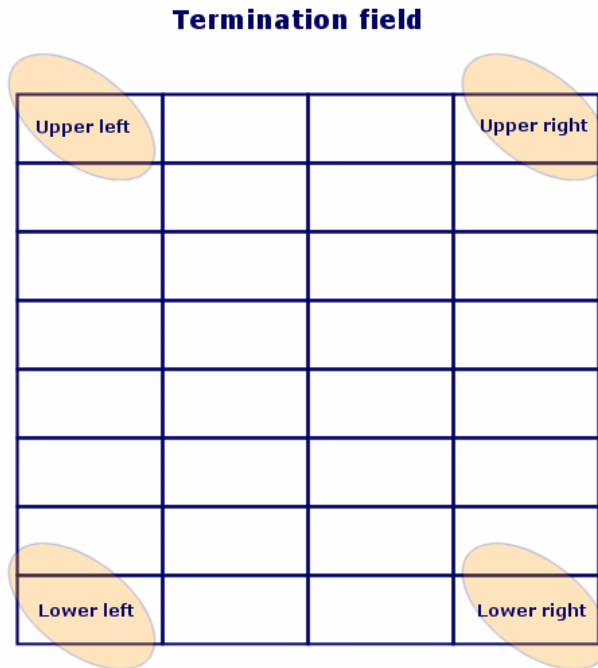 Termination field
Upper left
Upper right
Lower left
Lower right